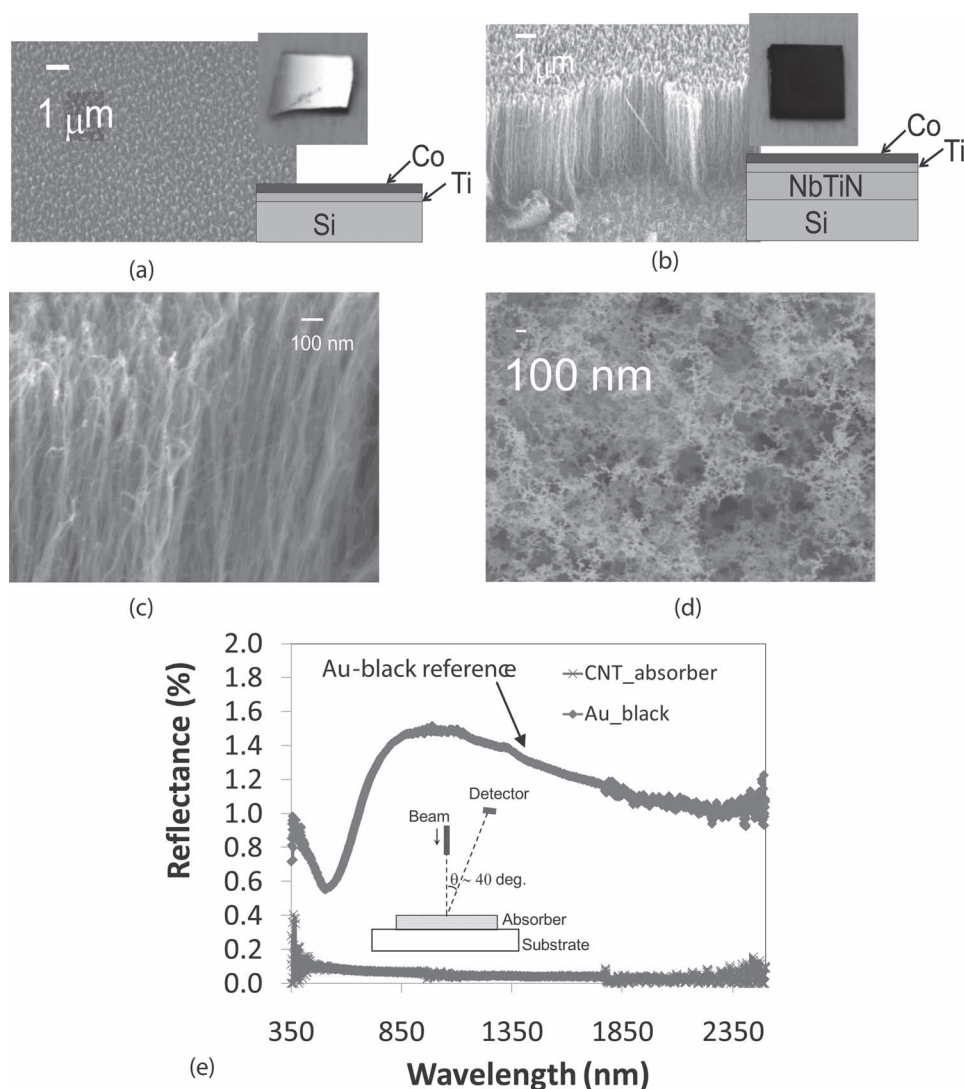 1 μm
Co
Ti
Si
(a)
1 μm
Co
Ti
NbTiN
Si
(b)
100 nm
(c)
100 nm
(d)
2.0
1.8
1.6
1.4
1.2
1.0
0.8
0.6
0.4
0.2
0.0
Reflectance (%)
Au-black reference
CNT_absorber
Au_black
Detector
Beam
θ ~ 40 deg.
Absorber
Substrate
350 850 1350 1850 2350
Wavelength (nm)
(e)